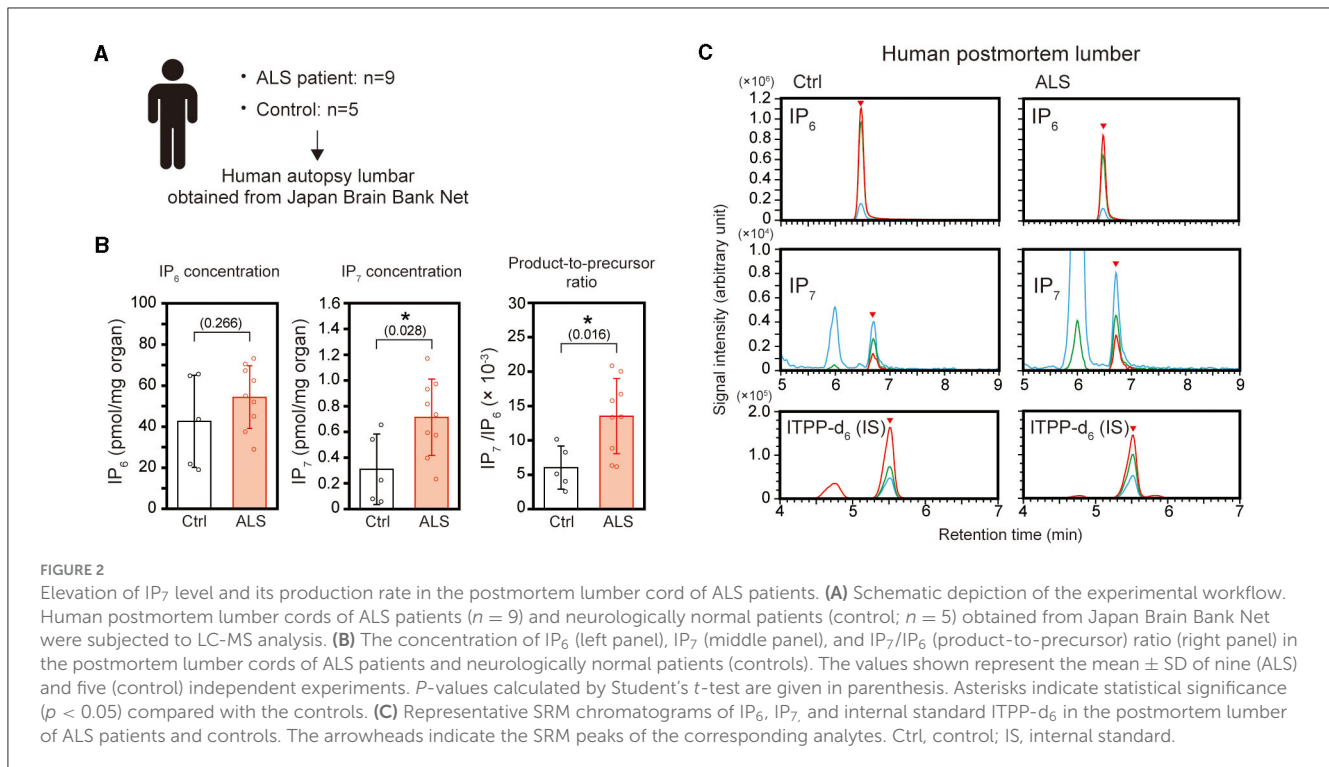 A
• ALS patient: n=9
• Control: n=5
Human autopsy lumbar
obtained from Japan Brain Bank Net
B
IP₆ concentration
IP₆ (pmol/mg organ)
100
80
60
40
20
0
(0.266)
Ctrl
ALS
IP₇ concentration
IP₇ (pmol/mg organ)
1.6
1.4
1.2
1.0
0.8
0.6
0.4
0.2
0
*
(0.028)
Ctrl
ALS
Product-to-precursor
ratio
IP₇ /IP₆ (× 10⁻³)
30
25
20
15
10
5
0
*
(0.016)
Ctrl
ALS
C
Human postmortem lumber
Ctrl
ALS
Signal intensity (arbitrary unit)
(×10⁶)
1.2
1.0
0.8
0.6
0.4
0.2
0
IP₆
IP₆
(×10⁴)
1.0
0.8
0.6
0.4
0.2
0
IP₇
IP₇
5 6 7 8 9
5 6 7 8 9
(×10⁵)
2.0
1.0
0
ITPP-d₆ (IS)
ITPP-d₆ (IS)
4 5 6 7
4 5 6 7
Retention time (min)
FIGURE 2
Elevation of IP₇ level and its production rate in the postmortem lumber cord of ALS patients. (A) Schematic depiction of the experimental workflow.
Human postmortem lumber cords of ALS patients (n = 9) and neurologically normal patients (control; n = 5) obtained from Japan Brain Bank Net
were subjected to LC-MS analysis. (B) The concentration of IP₆ (left panel), IP₇ (middle panel), and IP₇/IP₆ (product-to-precursor) ratio (right panel) in
the postmortem lumber cords of ALS patients and neurologically normal patients (controls). The values shown represent the mean ± SD of nine (ALS)
and five (control) independent experiments. P-values calculated by Student's t-test are given in parenthesis. Asterisks indicate statistical significance
(p < 0.05) compared with the controls. (C) Representative SRM chromatograms of IP₆, IP₇, and internal standard ITPP-d₆ in the postmortem lumber
of ALS patients and controls. The arrowheads indicate the SRM peaks of the corresponding analytes. Ctrl, control; IS, internal standard.